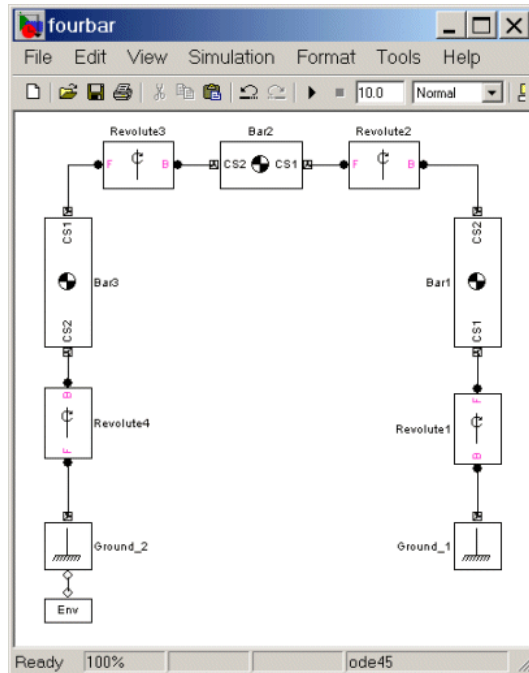 fourbar
File Edit View Simulation Format Tools Help
10.0 Normal
Revolute3 Bar2 Revolute2
F B CS2 CS1 F B
CS1 CS2
Bar3 Bar1
CS2 CS1
B F
Revolute4 Revolute1
F B
Ground_2 Ground_1
Env
Ready 100% ode45